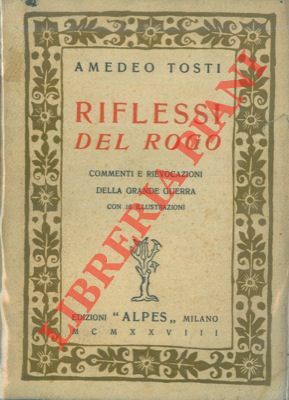 AMEDEO TOSTI
RIFLESSI
DEL ROGO
COMMENTI E RIEVOCAZIONI
DELLA GRANDE GUERRA
CON 16 ILLUSTRAZIONI
EDIZIONI "ALPES„ MILANO
MCMXXVIII
LIBRERIA PIANI